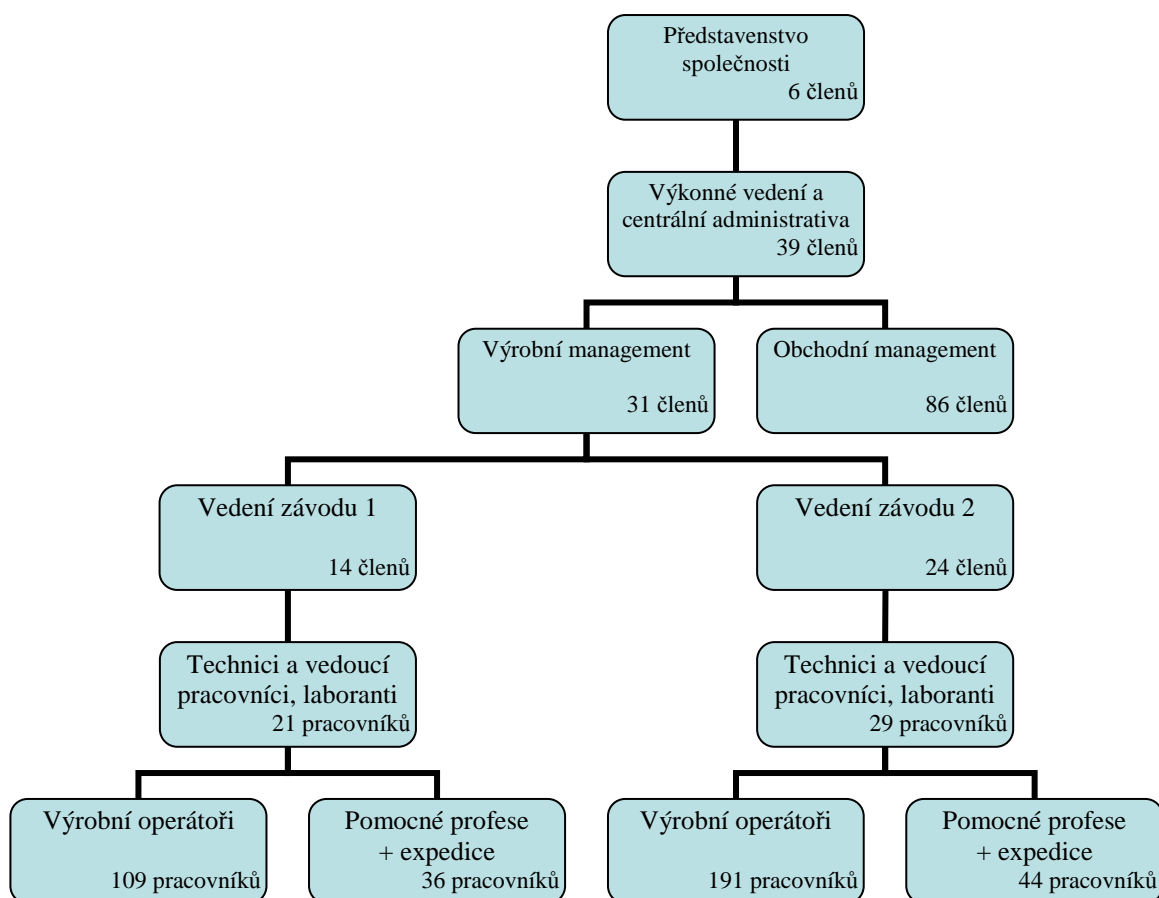 Představenstvo
společnosti
6 členů
Výkonné vedení a
centrální administrativa
39 členů
Výrobní management
31 členů
Obchodní management
86 členů
Vedení závodu 1
14 členů
Vedení závodu 2
24 členů
Technici a vedoucí
pracovníci, laboranti
21 pracovníků
Technici a vedoucí
pracovníci, laboranti
29 pracovníků
Výrobní operátoři
109 pracovníků
Pomocné profese
+ expedice
36 pracovníků
Výrobní operátoři
191 pracovníků
Pomocné profese
+ expedice
44 pracovníků